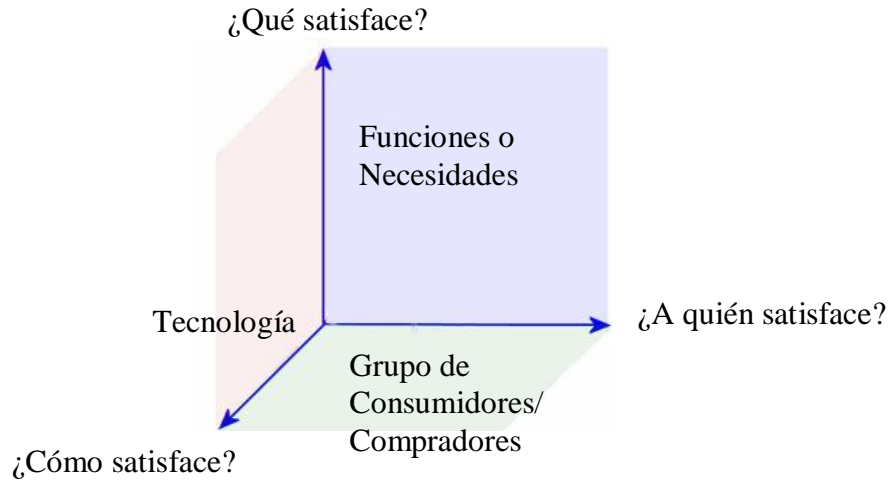 ¿Qué satisface?
Funciones o
Necesidades
Tecnología
¿A quién satisface?
Grupo de
Consumidores/
Compradores
¿Cómo satisface?